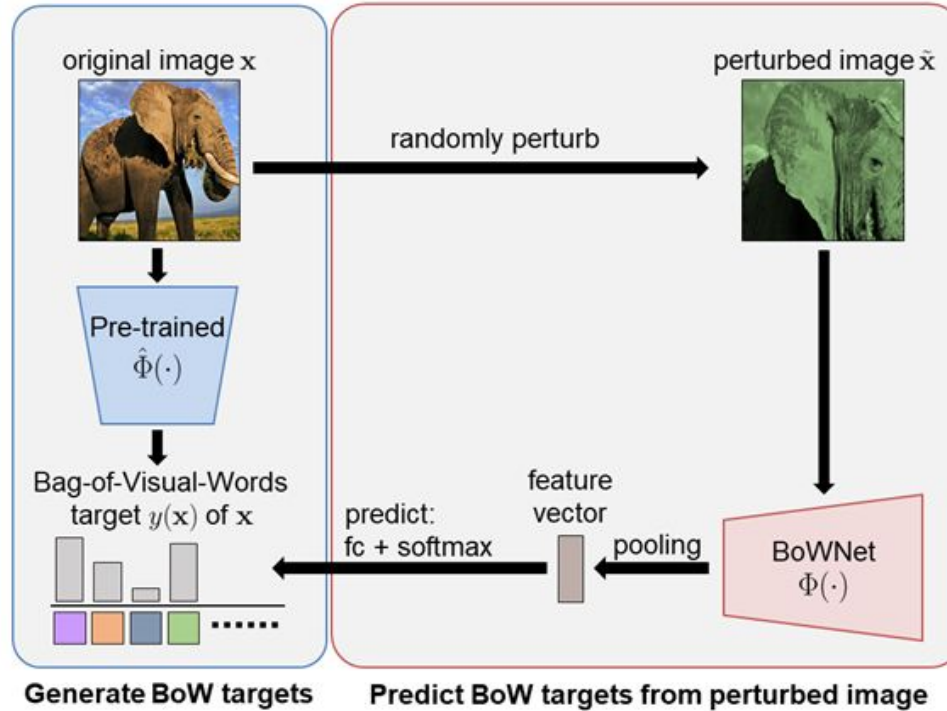 original image x
perturbed image x̃
randomly perturb
Pre-trained
Φ̂(·)
Bag-of-Visual-Words
target y(x) of x
predict:
fc + softmax
feature
vector
pooling
BoWNet
Φ(·)
Generate BoW targets
Predict BoW targets from perturbed image